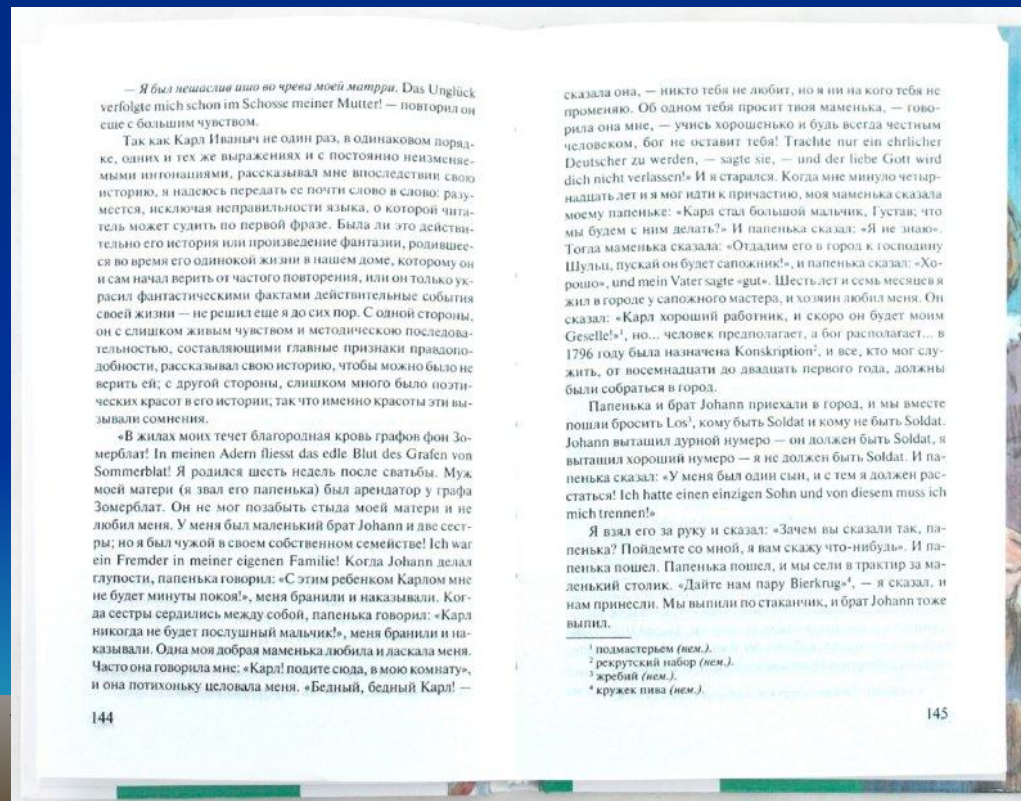 — Я был нешаслив ишо во чрева моей матрри. Das Unglück
verfolgte mich schon im Schosse meiner Mutter! — повторил он
еще с большим чувством.
Так как Карл Иваныч не один раз, в одинаковом поряд-
ке, одних и тех же выражениях и с постоянно неизменяе-
мыми интонациями, рассказывал мне впоследствии свою
историю, я надеюсь передать ее почти слово в слово: разу-
меется, исключая неправильности языка, о которой чита-
тель может судить по первой фразе. Была ли это действи-
тельно его история или произведение фантазии, родившее-
ся во время его одинокой жизни в нашем доме, которому он
и сам начал верить от частого повторения, или он только ук-
расил фантастическими фактами действительные события
своей жизни — не решил еще я до сих пор. С одной стороны,
он с слишком живым чувством и методическою последова-
тельностью, составляющими главные признаки правдопо-
добности, рассказывал свою историю, чтобы можно было не
верить ей; с другой стороны, слишком много было поэти-
ческих красот в его истории; так что именно красоты эти вы-
зывали сомнения.
«В жилах моих течет благородная кровь графов фон Зо-
мерблат! In meinen Adern fliesst das edle Blut des Grafen von
Sommerblat! Я родился шесть недель после сватьбы. Муж
моей матери (я звал его папенька) был арендатор у графа
Зомерблат. Он не мог позабыть стыда моей матери и не
любил меня. У меня был маленький брат Johann и две сест-
ры; но я был чужой в своем собственном семействе! Ich war
ein Fremder in meiner eigenen Familie! Когда Johann делал
глупости, папенька говорил: «С этим ребенком Карлом мне
не будет минуты покоя!», меня бранили и наказывали. Ког-
да сестры сердились между собой, папенька говорил: «Карл
никогда не будет послушный мальчик!», меня бранили и на-
казывали. Одна моя добрая маменька любила и ласкала меня.
Часто она говорила мне: «Карл! подите сюда, в мою комнату»,
и она потихоньку целовала меня. «Бедный, бедный Карл! —
144
сказала она, — никто тебя не любит, но я ни на кого тебя не
променяю. Об одном тебя просит твоя маменька, — гово-
рила она мне, — учись хорошенько и будь всегда честным
человеком, бог не оставит тебя! Trachte nur ein ehrlicher
Deutscher zu werden, — sagte sie, — und der liebe Gott wird
dich nicht verlassen!» И я старался. Когда мне минуло четыр-
надцать лет и я мог идти к причастию, моя маменька сказала
моему папеньке: «Карл стал большой мальчик, Густав; что
мы будем с ним делать?» И папенька сказал: «Я не знаю».
Тогда маменька сказала: «Отдадим его в город к господину
Шульц, пускай он будет сапожник!», и папенька сказал: «Хо-
рошо», und mein Vater sagte «gut». Шесть лет и семь месяцев я
жил в городе у сапожного мастера, и хозяин любил меня. Он
сказал: «Карл хороший работник, и скоро он будет моим
Geselle!»¹, но... человек предполагает, а бог располагает... в
1796 году была назначена Konskription², и все, кто мог слу-
жить, от восемнадцати до двадцать первого года, должны
были собраться в город.
Папенька и брат Johann приехали в город, и мы вместе
пошли бросить Los³, кому быть Soldat и кому не быть Soldat.
Johann вытащил дурной нумеро — он должен быть Soldat, я
вытащил хороший нумеро — я не должен быть Soldat. И па-
пенька сказал: «У меня был один сын, и с тем я должен рас-
статься! Ich hatte einen einzigen Sohn und von diesem muss ich
mich trennen!»
Я взял его за руку и сказал: «Зачем вы сказали так, па-
пенька? Пойдемте со мной, я вам скажу что-нибудь». И па-
пенька пошел. Папенька пошел, и мы сели в трактир за ма-
ленький столик. «Дайте нам пару Bierkrug»⁴, — я сказал, и
нам принесли. Мы выпили по стаканчик, и брат Johann тоже
выпил.
¹ подмастерьем (нем.).
² рекрутский набор (нем.).
³ жребий (нем.).
⁴ кружек пива (нем.).
145